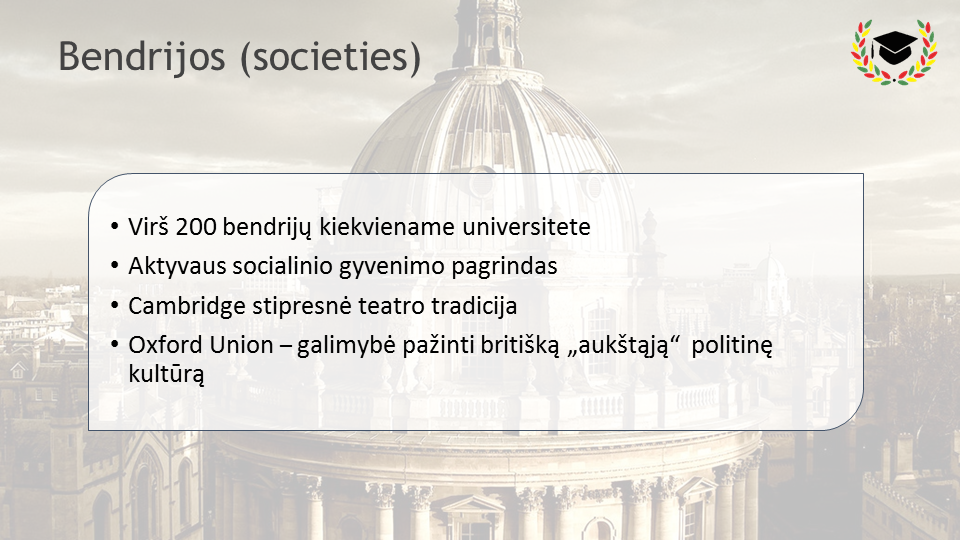 Bendrijos (societies)
• Virš 200 bendrijų kiekviename universitete
• Aktyvaus socialinio gyvenimo pagrindas
• Cambridge stipresnė teatro tradicija
• Oxford Union – galimybė pažinti britišką „aukštąją“ politinę
kultūrą